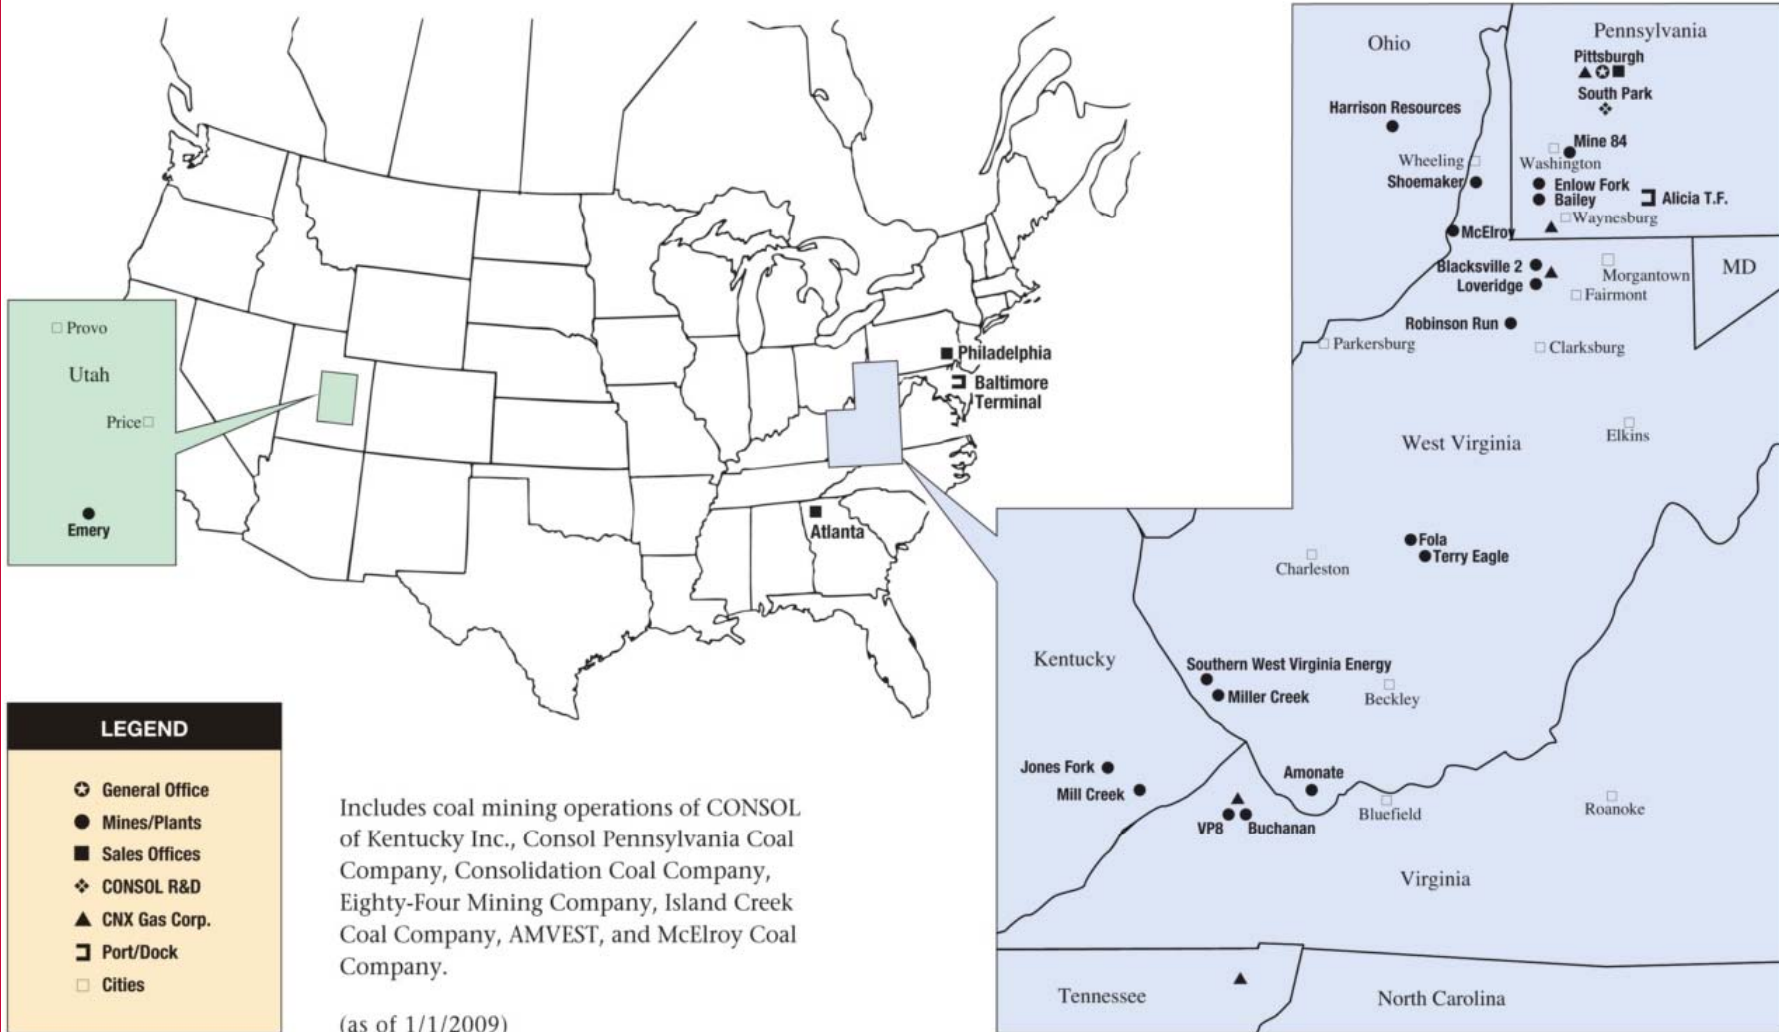 Ohio
Pennsylvania
Pittsburgh
South Park
Harrison Resources
Mine 84
Wheeling
Washington
Shoemaker
Enlow Fork
Bailey
Alicia T.F.
Waynesburg
McElroy
Blacksville 2
Morgantown
MD
Loveridge
Fairmont
Robinson Run
Parkersburg
Clarksburg
Elkins
West Virginia
Provo
Utah
Price
Emery
Philadelphia
Baltimore
Terminal
Atlanta
Fola
Terry Eagle
Charleston
Kentucky
Southern West Virginia Energy
Miller Creek
Beckley
Jones Fork
Mill Creek
Amonate
Bluefield
Roanoke
VP8
Buchanan
Virginia
Tennessee
North Carolina
LEGEND
General Office
Mines/Plants
Sales Offices
CONSOL R&D
CNX Gas Corp.
Port/Dock
Cities
Includes coal mining operations of CONSOL
of Kentucky Inc., Consol Pennsylvania Coal
Company, Consolidation Coal Company,
Eighty-Four Mining Company, Island Creek
Coal Company, AMVEST, and McElroy Coal
Company.
(as of 1/1/2009)